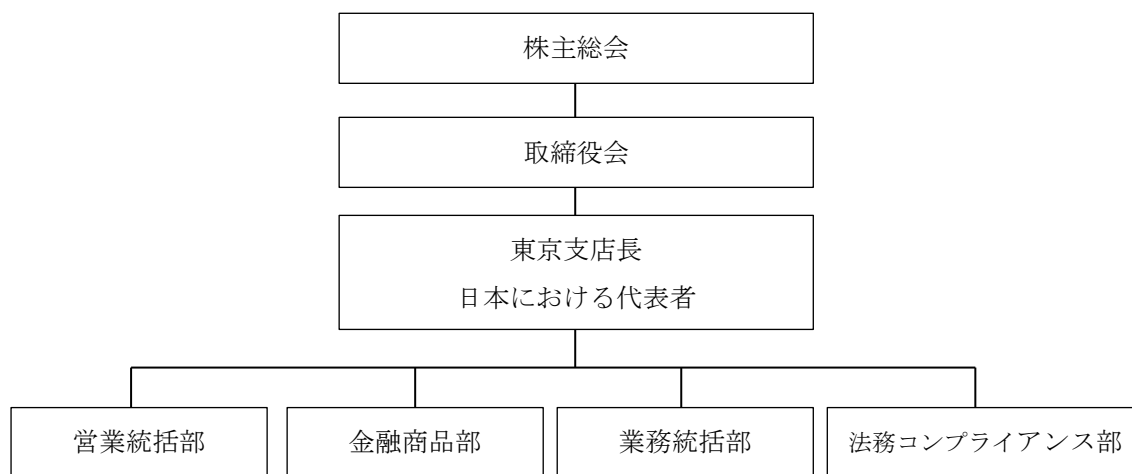 株主総会
取締役会
東京支店長
日本における代表者
営業統括部
金融商品部
業務統括部
法務コンプライアンス部